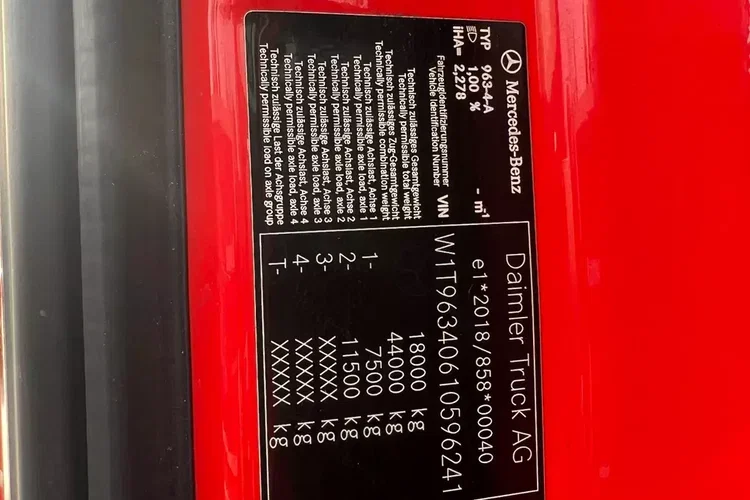 Mercedes-Benz
TYP 963-4-A
1,00 % - m⁻¹
iHA= 2,278
Daimler Truck AG
e1*2018/858*00040
Fahrzeugidentifizierungsnummer
Vehicle Identification Number VIN
W1T96340610596241
Technisch zulässiges Gesamtgewicht
Technically permissible total weight
18000 kg
Technisch zulässiges Zug-Gesamtgewicht
Technically permissible combination weight
44000 kg
Technisch zulässige Achslast, Achse 1
Technically permissible axle load, axle 1
1- 7500 kg
Technisch zulässige Achslast, Achse 2
Technically permissible axle load, axle 2
2- 11500 kg
Technisch zulässige Achslast, Achse 3
Technically permissible axle load, axle 3
3- XXXXX kg
Technisch zulässige Achslast, Achse 4
Technically permissible axle load, axle 4
4- XXXXX kg
Technisch zulässige Last der Achsgruppe
Technically permissible load on axle group
T- XXXXX kg